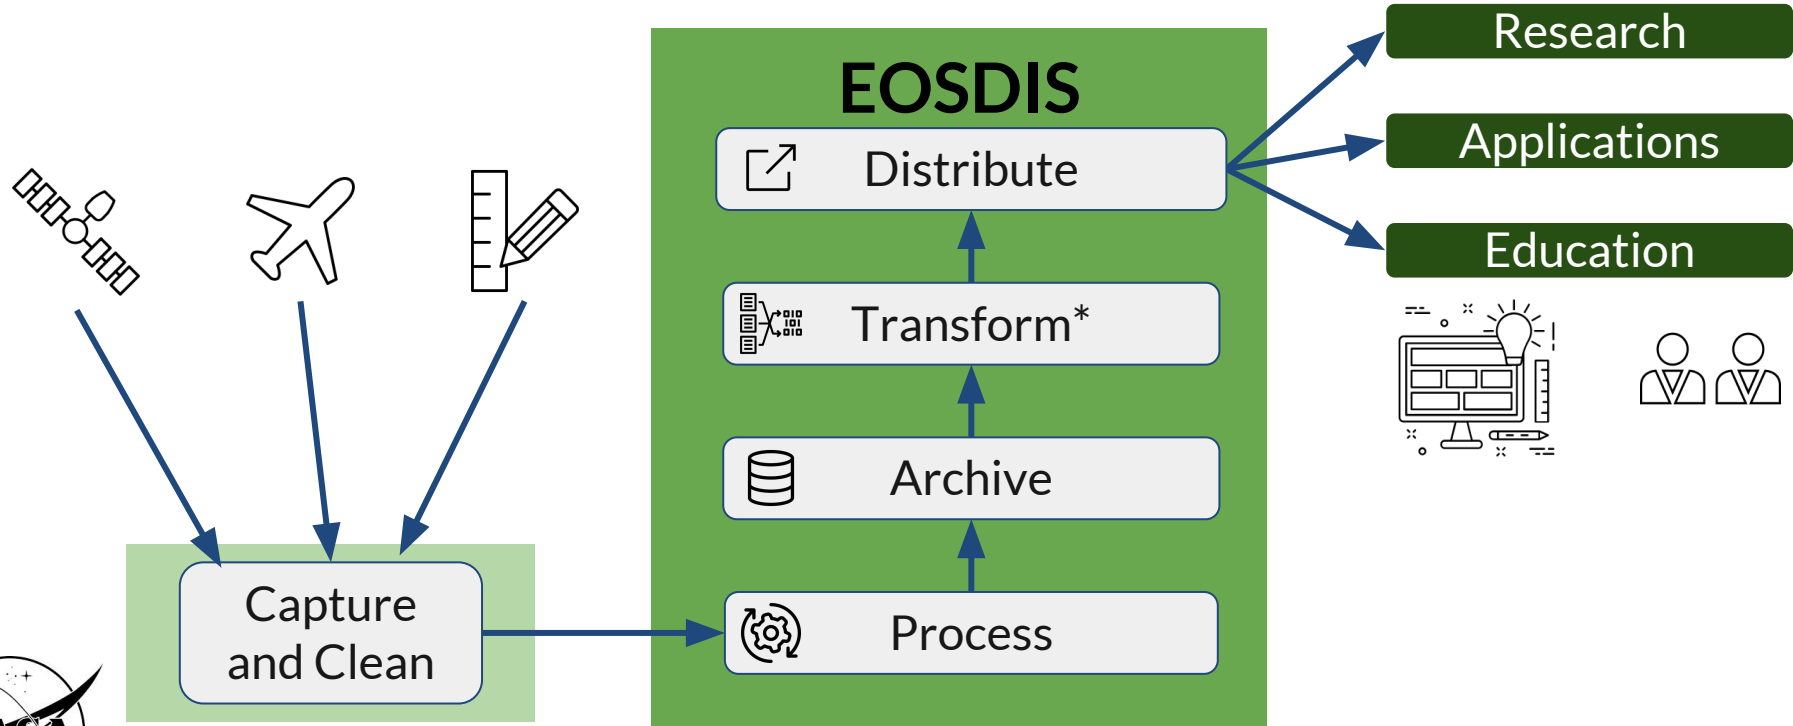 EOSDIS
Distribute
Transform*
Archive
Process
Capture
and Clean
Research
Applications
Education